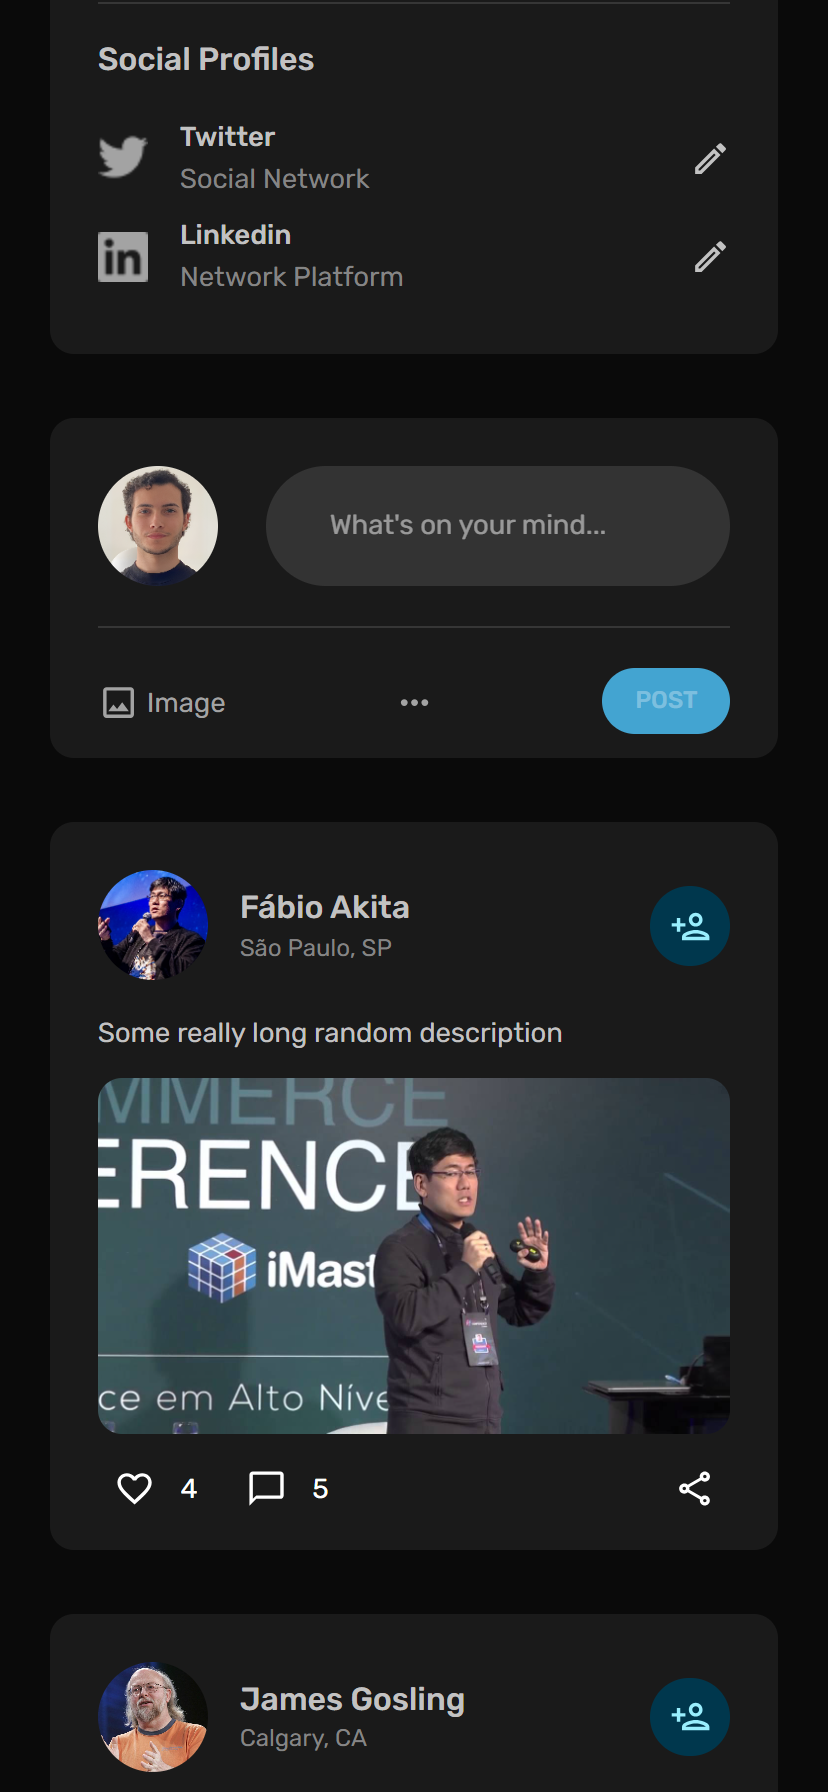 Social Profiles
Twitter
Social Network
Linkedin
Network Platform
What's on your mind...
Image
POST
Fábio Akita
São Paulo, SP
Some really long random description
MMERCE
ERENCE
iMast
ce em Alto Níve
4
5
James Gosling
Calgary, CA